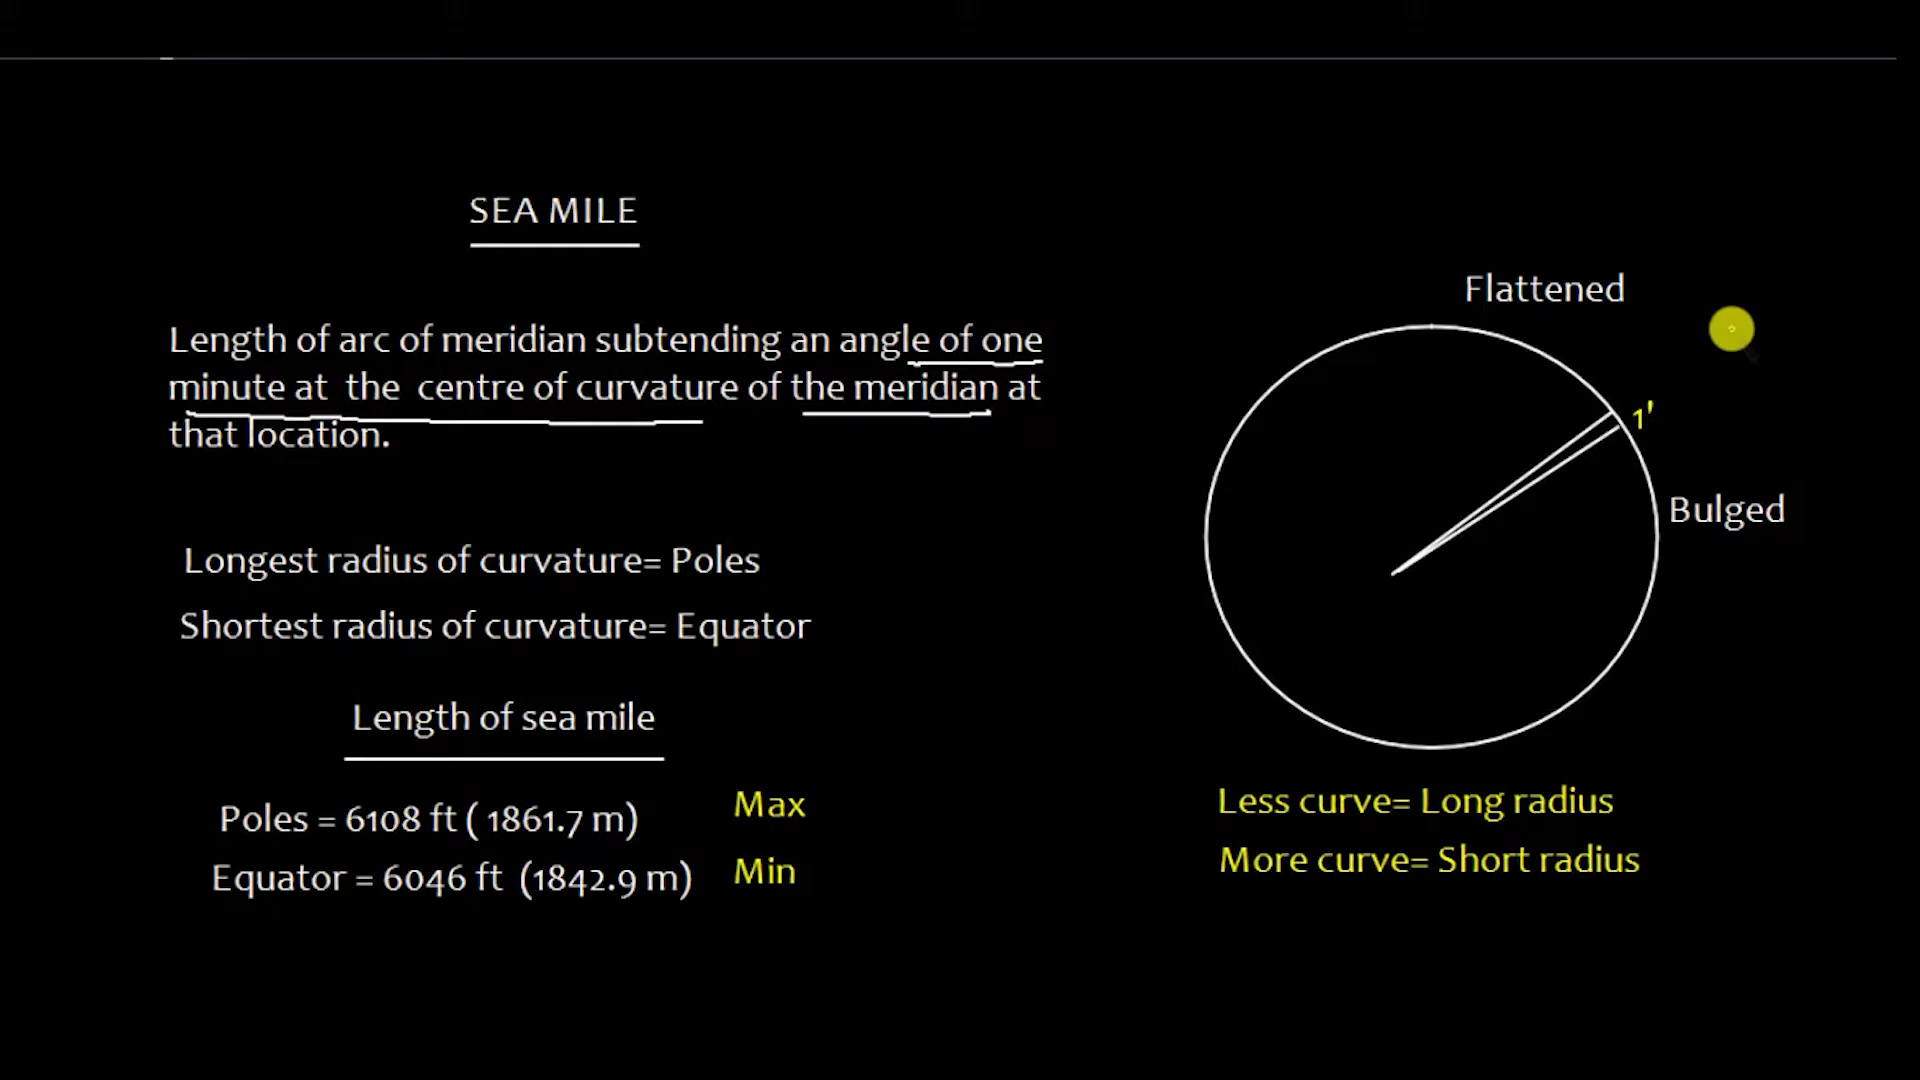 SEA MILE
Length of arc of meridian subtending an angle of one
minute at the centre of curvature of the meridian at
that location.
Longest radius of curvature= Poles
Shortest radius of curvature= Equator
Length of sea mile
Poles = 6108 ft ( 1861.7 m) Max
Equator = 6046 ft (1842.9 m) Min
Flattened
1'
Bulged
Less curve= Long radius
More curve= Short radius